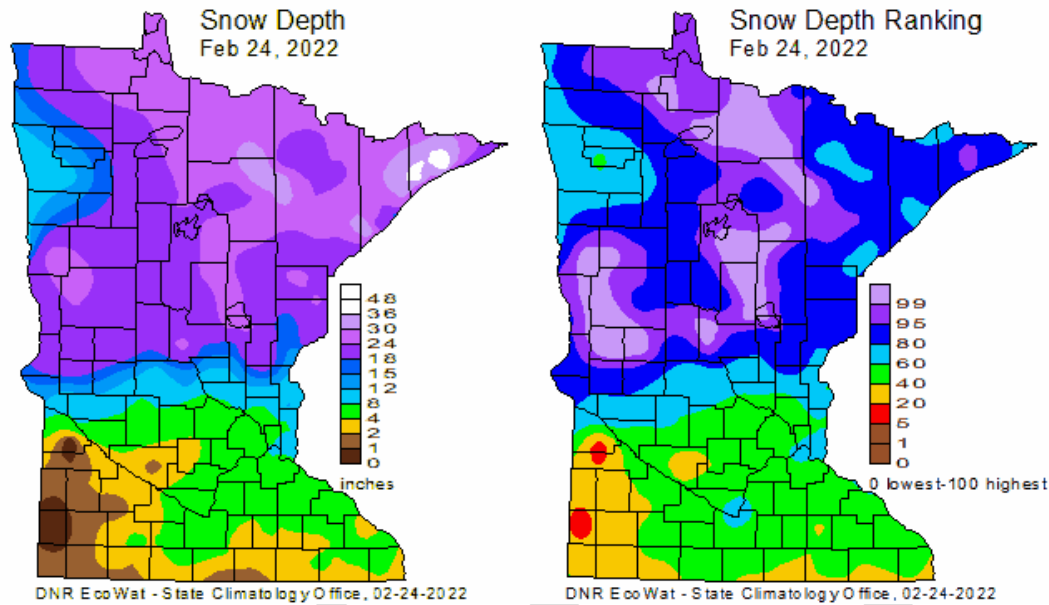 Snow Depth
Feb 24, 2022
48
36
30
24
18
15
12
8
4
2
1
0
inches
DNR EcoWat - State Climatology Office, 02-24-2022
Snow Depth Ranking
Feb 24, 2022
99
95
80
60
40
20
5
1
0
0 lowest-100 highest
DNR EcoWat - State Climatology Office, 02-24-2022